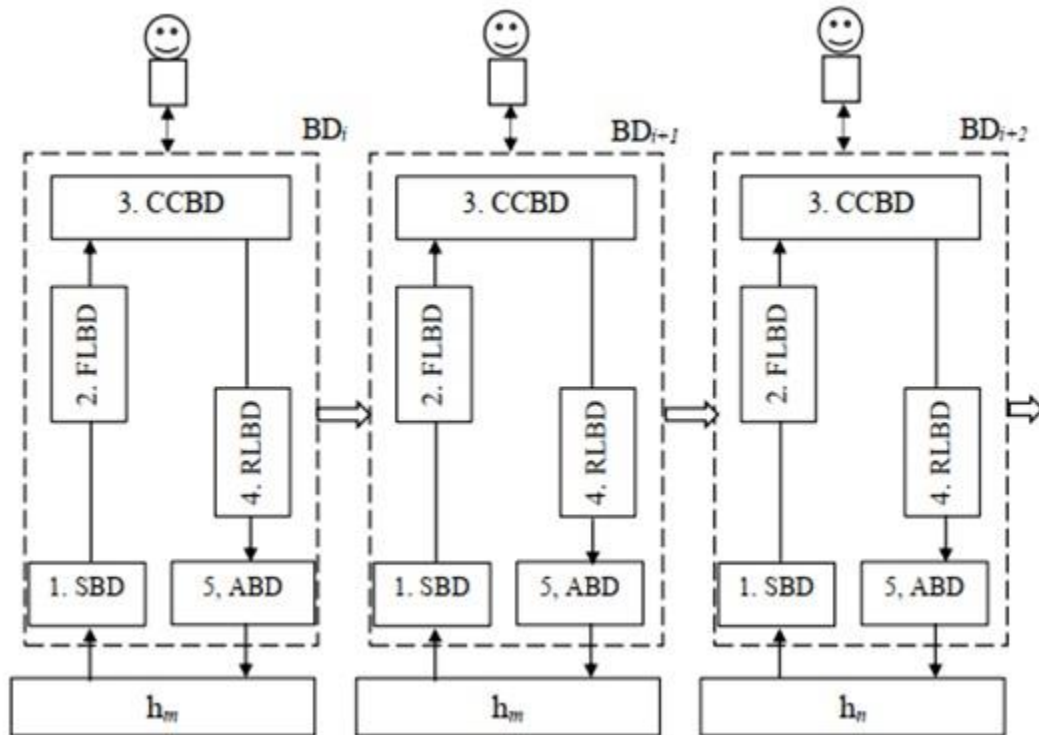 BDi
BDi+1
BDi+2
3. CCBD
3. CCBD
3. CCBD
2. FLBD
2. FLBD
2. FLBD
4. RLBD
4. RLBD
4. RLBD
1. SBD
5, ABD
1. SBD
5, ABD
1. SBD
5, ABD
hm
hm
hn